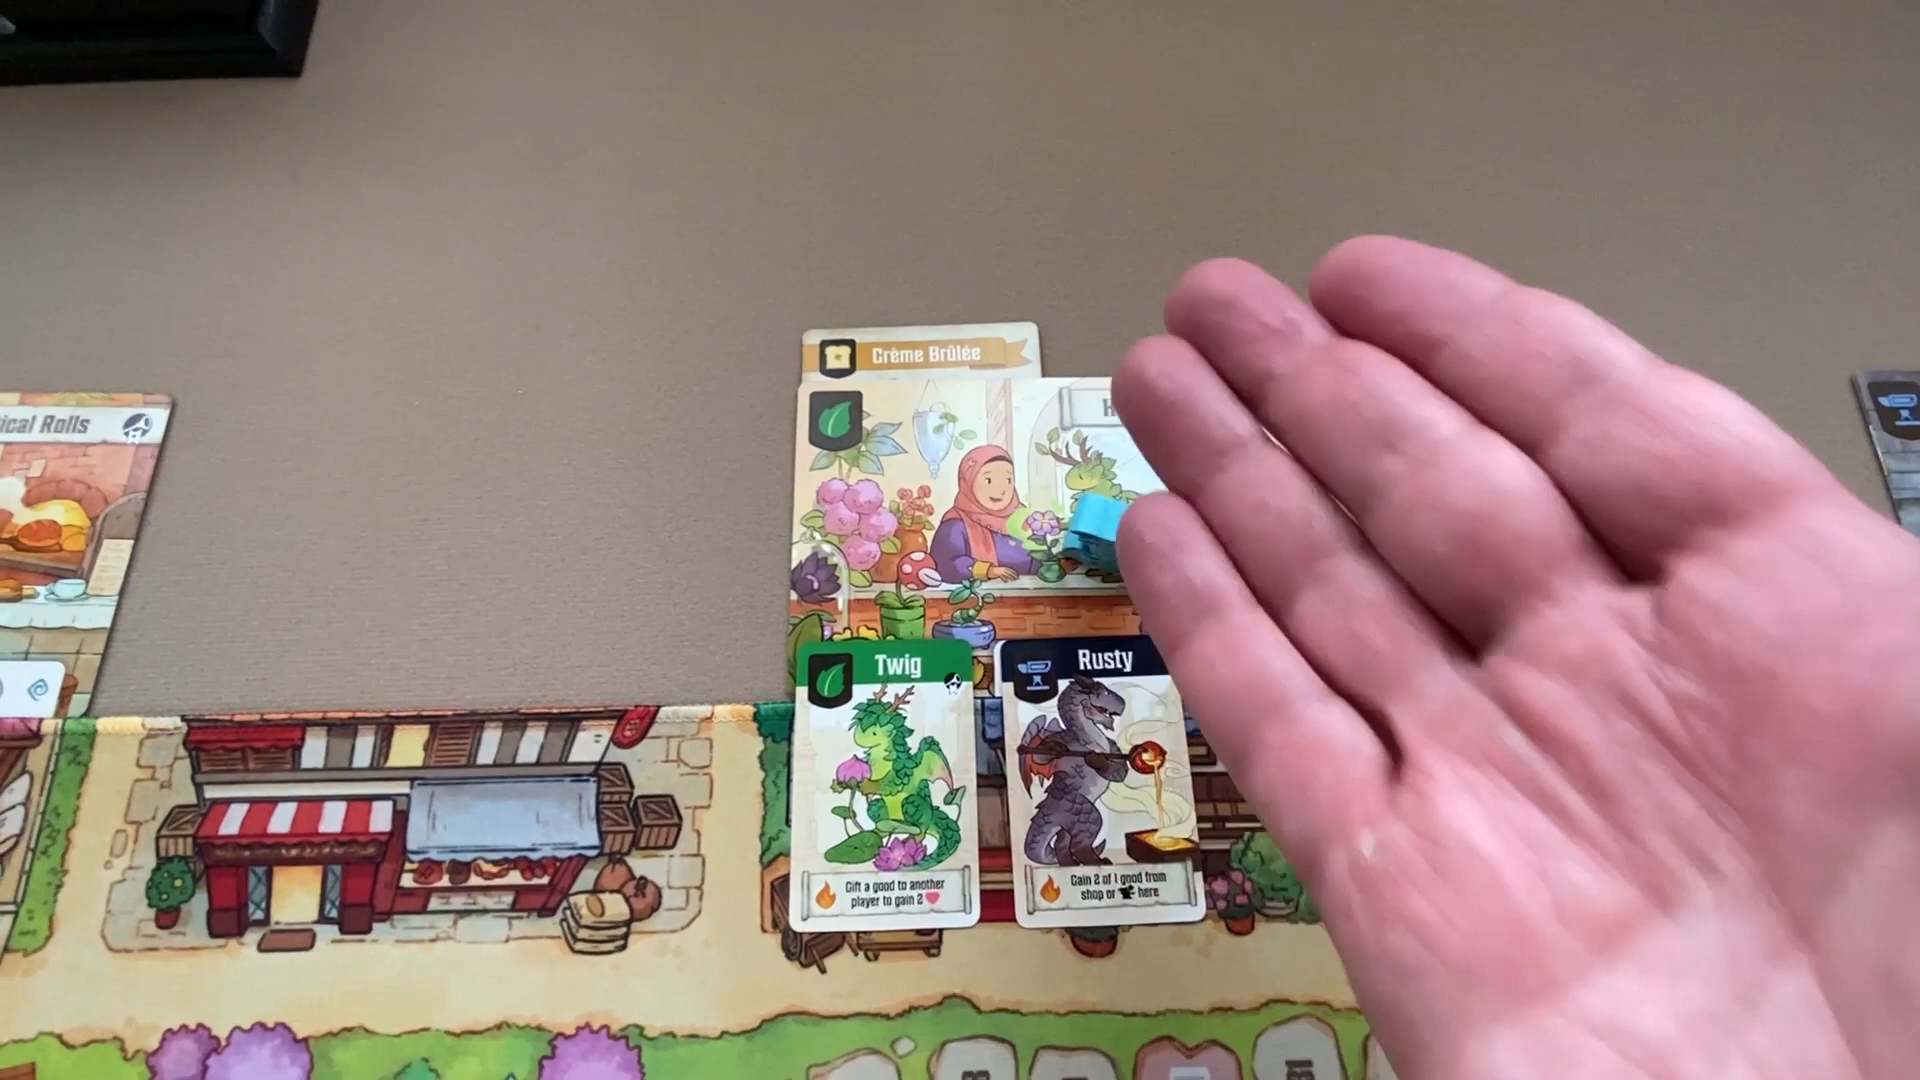 Crème Brûlée
Rolls
Twig
Gift a good to another
player to gain 2
Rusty
Gain 2 of 1 good from
shop or here